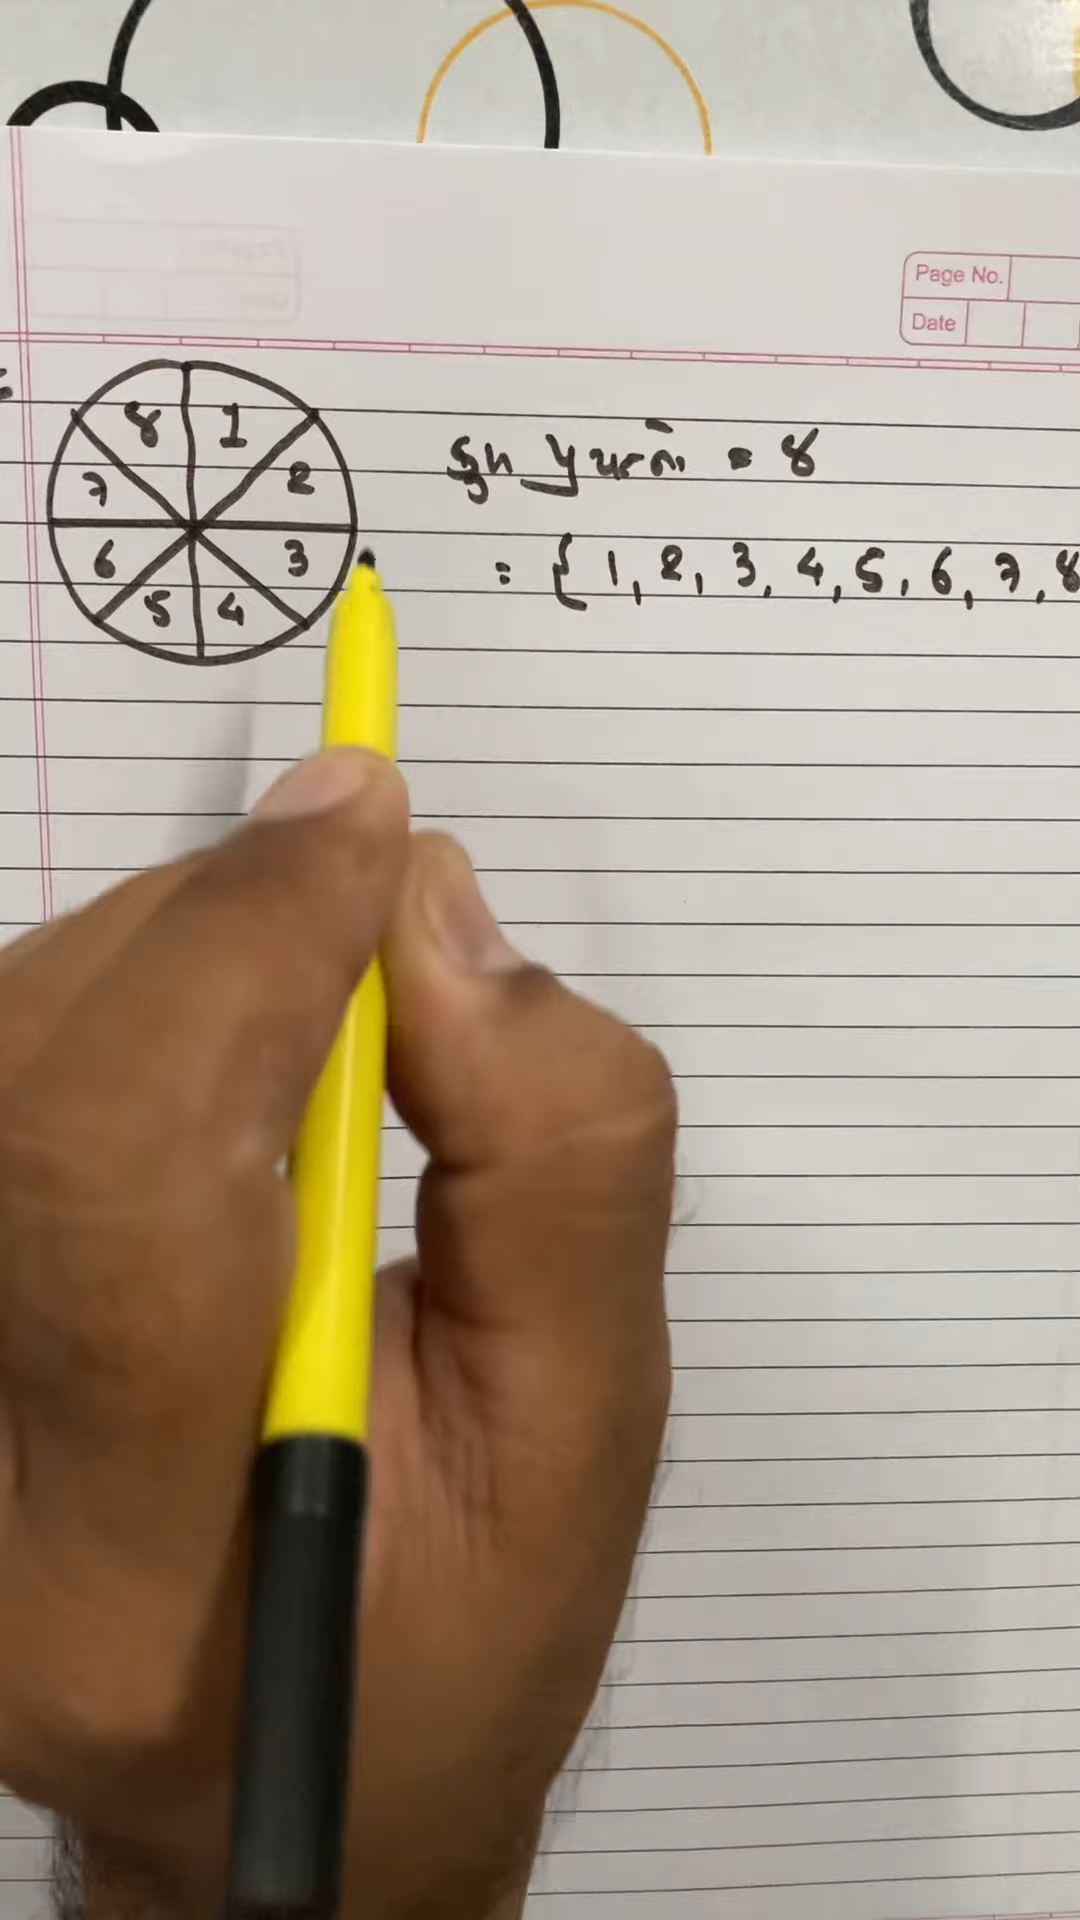 Page No.
Date
8 1
7 2
6 3
5 4
કુલ = 8
= { 1, 2, 3, 4, 5, 6, 7, 8